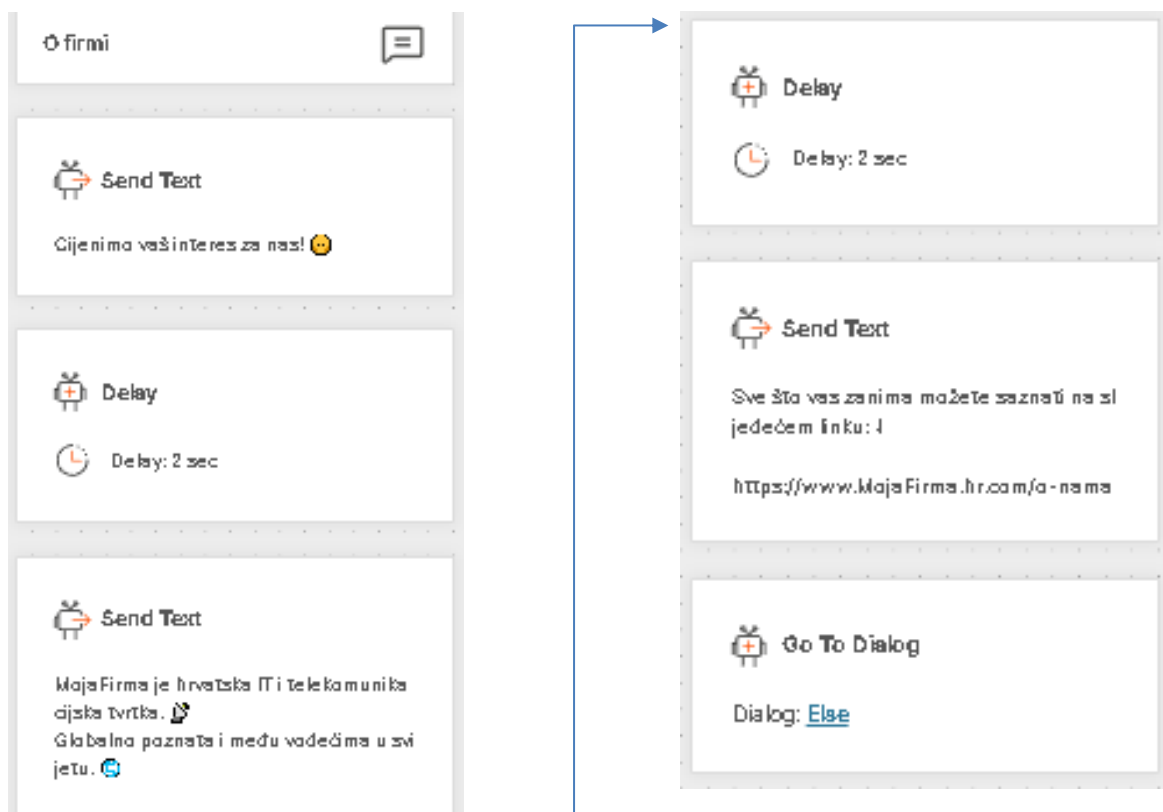 O firmi
Send Text
Cijenimo vaš interes za nas! 🙂
Delay
Delay: 2 sec
Send Text
MojaFirma je hrvatska IT i telekomunika
cijska tvrtka. 📡
Globalno poznata i među vodećima u svi
jetu. 🌐
Delay
Delay: 2 sec
Send Text
Sve što vas zanima možete saznati na sl
jedećem linku:
https://www.MojaFirma.hr.com/o-nama
Go To Dialog
Dialog: Else